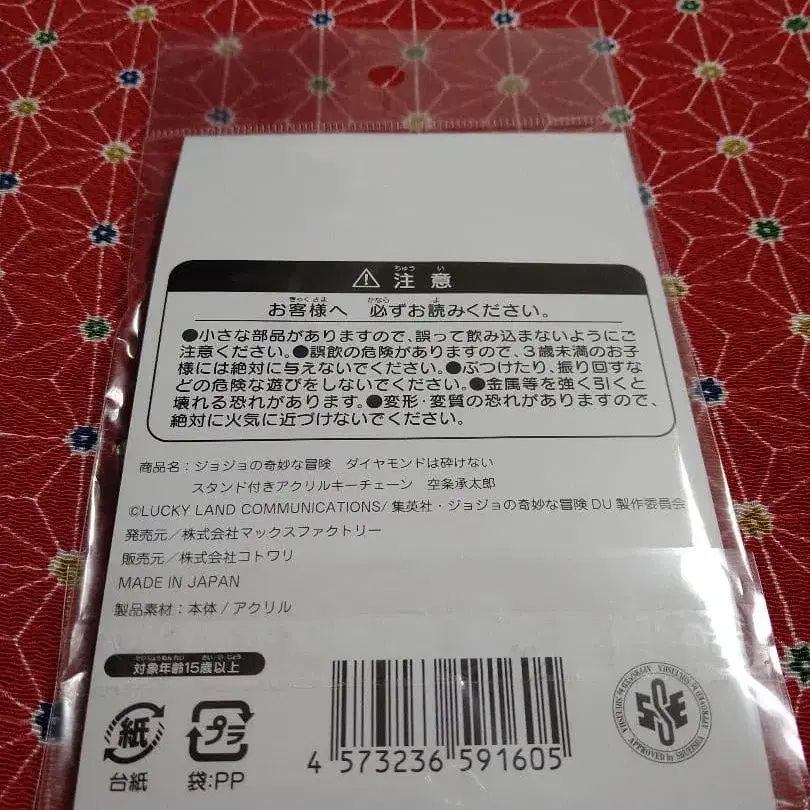 ⚠注意
お客様へ 必ずお読みください。
●小さな部品がありますので、誤って飲み込まないようにご
注意ください。●誤飲の危険がありますので、3歳未満のお子
様には絶対に与えないでください。●ぶつけたり、振り回すな
どの危険な遊びをしないでください。●金属等を強く引くと
壊れる恐れがあります。●変形・変質の恐れがありますので、
絶対に火気に近づけないでください。
商品名:ジョジョの奇妙な冒険 ダイヤモンドは砕けない
スタンド付きアクリルキーチェーン 空条承太郎
©LUCKY LAND COMMUNICATIONS/集英社・ジョジョの奇妙な冒険DU製作委員会
発売元/株式会社マックスファクトリー
販売元/株式会社コトワリ
MADE IN JAPAN
製品素材:本体/アクリル
対象年齢15歳以上
紙
台紙
プラ
袋:PP
4 573236 591605
APPROVED by SHUEISHA